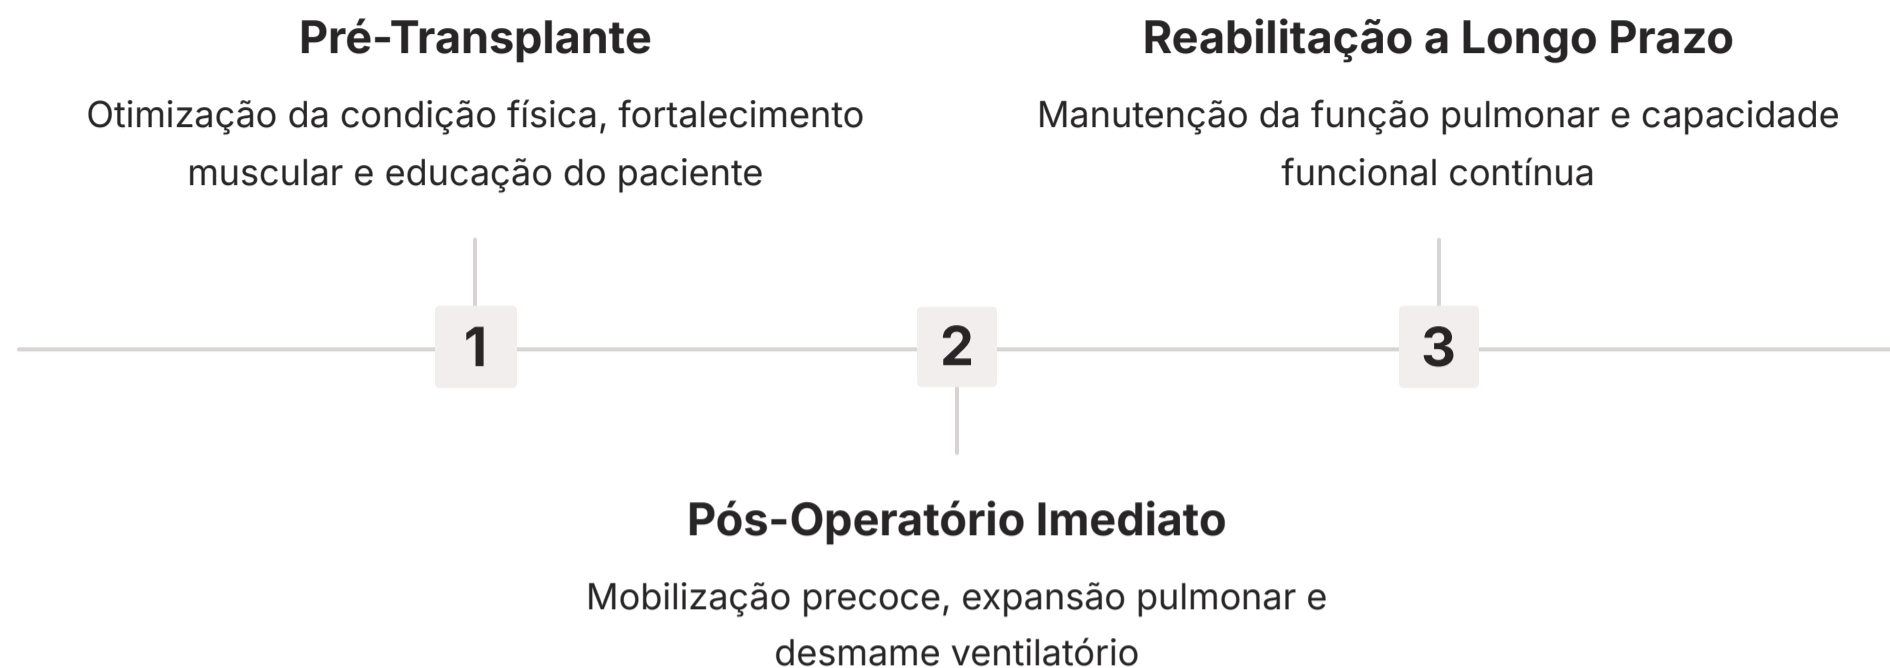 Pré-Transplante
Otimização da condição física, fortalecimento
muscular e educação do paciente
Reabilitação a Longo Prazo
Manutenção da função pulmonar e capacidade
funcional contínua
1
2
3
Pós-Operatório Imediato
Mobilização precoce, expansão pulmonar e
desmame ventilatório